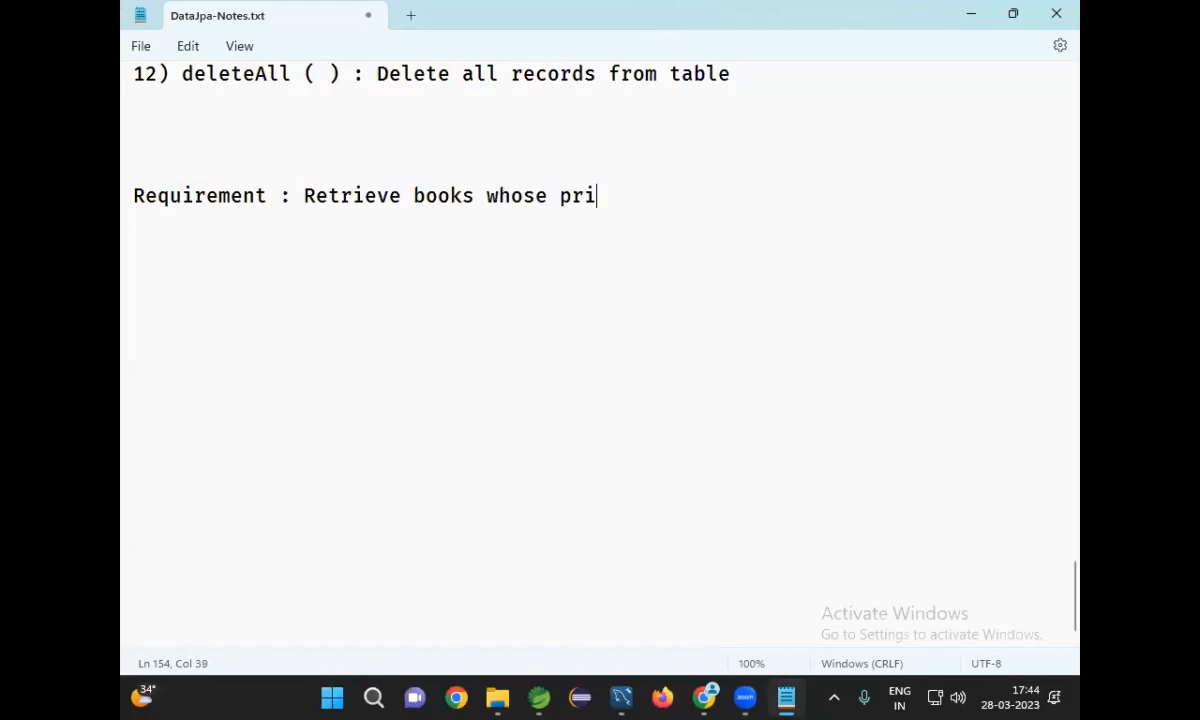 DataJpa-Notes.txt
File Edit View
12) deleteAll ( ) : Delete all records from table
Requirement : Retrieve books whose pri
Activate Windows
Go to Settings to activate Windows.
Ln 154, Col 39 100% Windows (CRLF) UTF-8
34°
zoom
ENG
IN
17:44
28-03-2023